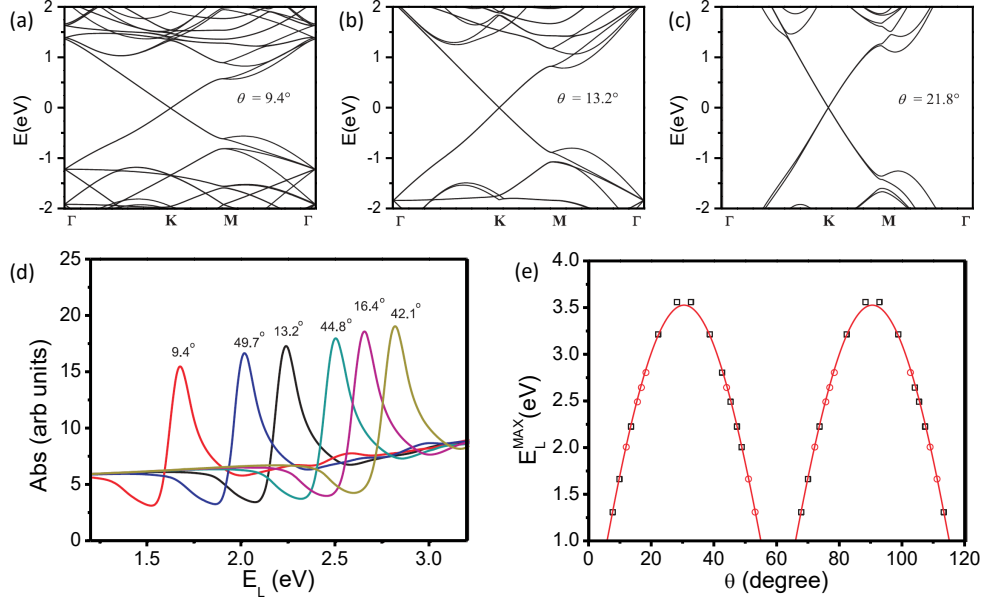 (a)
2
1
0
-1
-2
E(eV)
θ = 9.4°
Γ
K
M
Γ
(b)
2
1
0
-1
-2
E(eV)
θ = 13.2°
Γ
K
M
Γ
(c)
2
1
0
-1
-2
E(eV)
θ = 21.8°
Γ
K
M
Γ
(d)
25
20
15
10
5
0
Abs (arb units)
9.4°
49.7°
13.2°
44.8°
16.4°
42.1°
1.5
2.0
2.5
3.0
E_L (eV)
(e)
4.0
3.5
3.0
2.5
2.0
1.5
1.0
E_L^MAX(eV)
0
20
40
60
80
100
120
θ (degree)